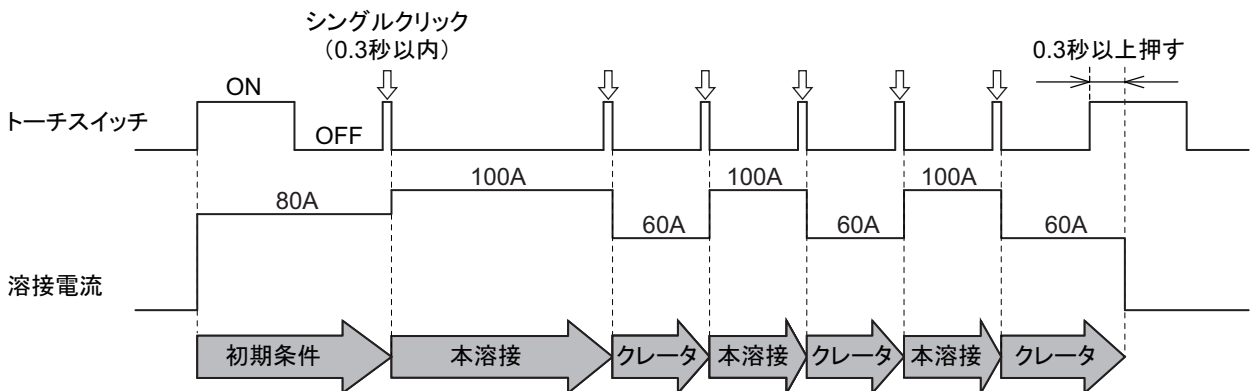 シングルクリック
（0.3秒以内）
0.3秒以上押す
ON
トーチスイッチ
OFF
100A
100A
100A
80A
60A
60A
60A
溶接電流
初期条件
本溶接
クレータ
本溶接
クレータ
本溶接
クレータ